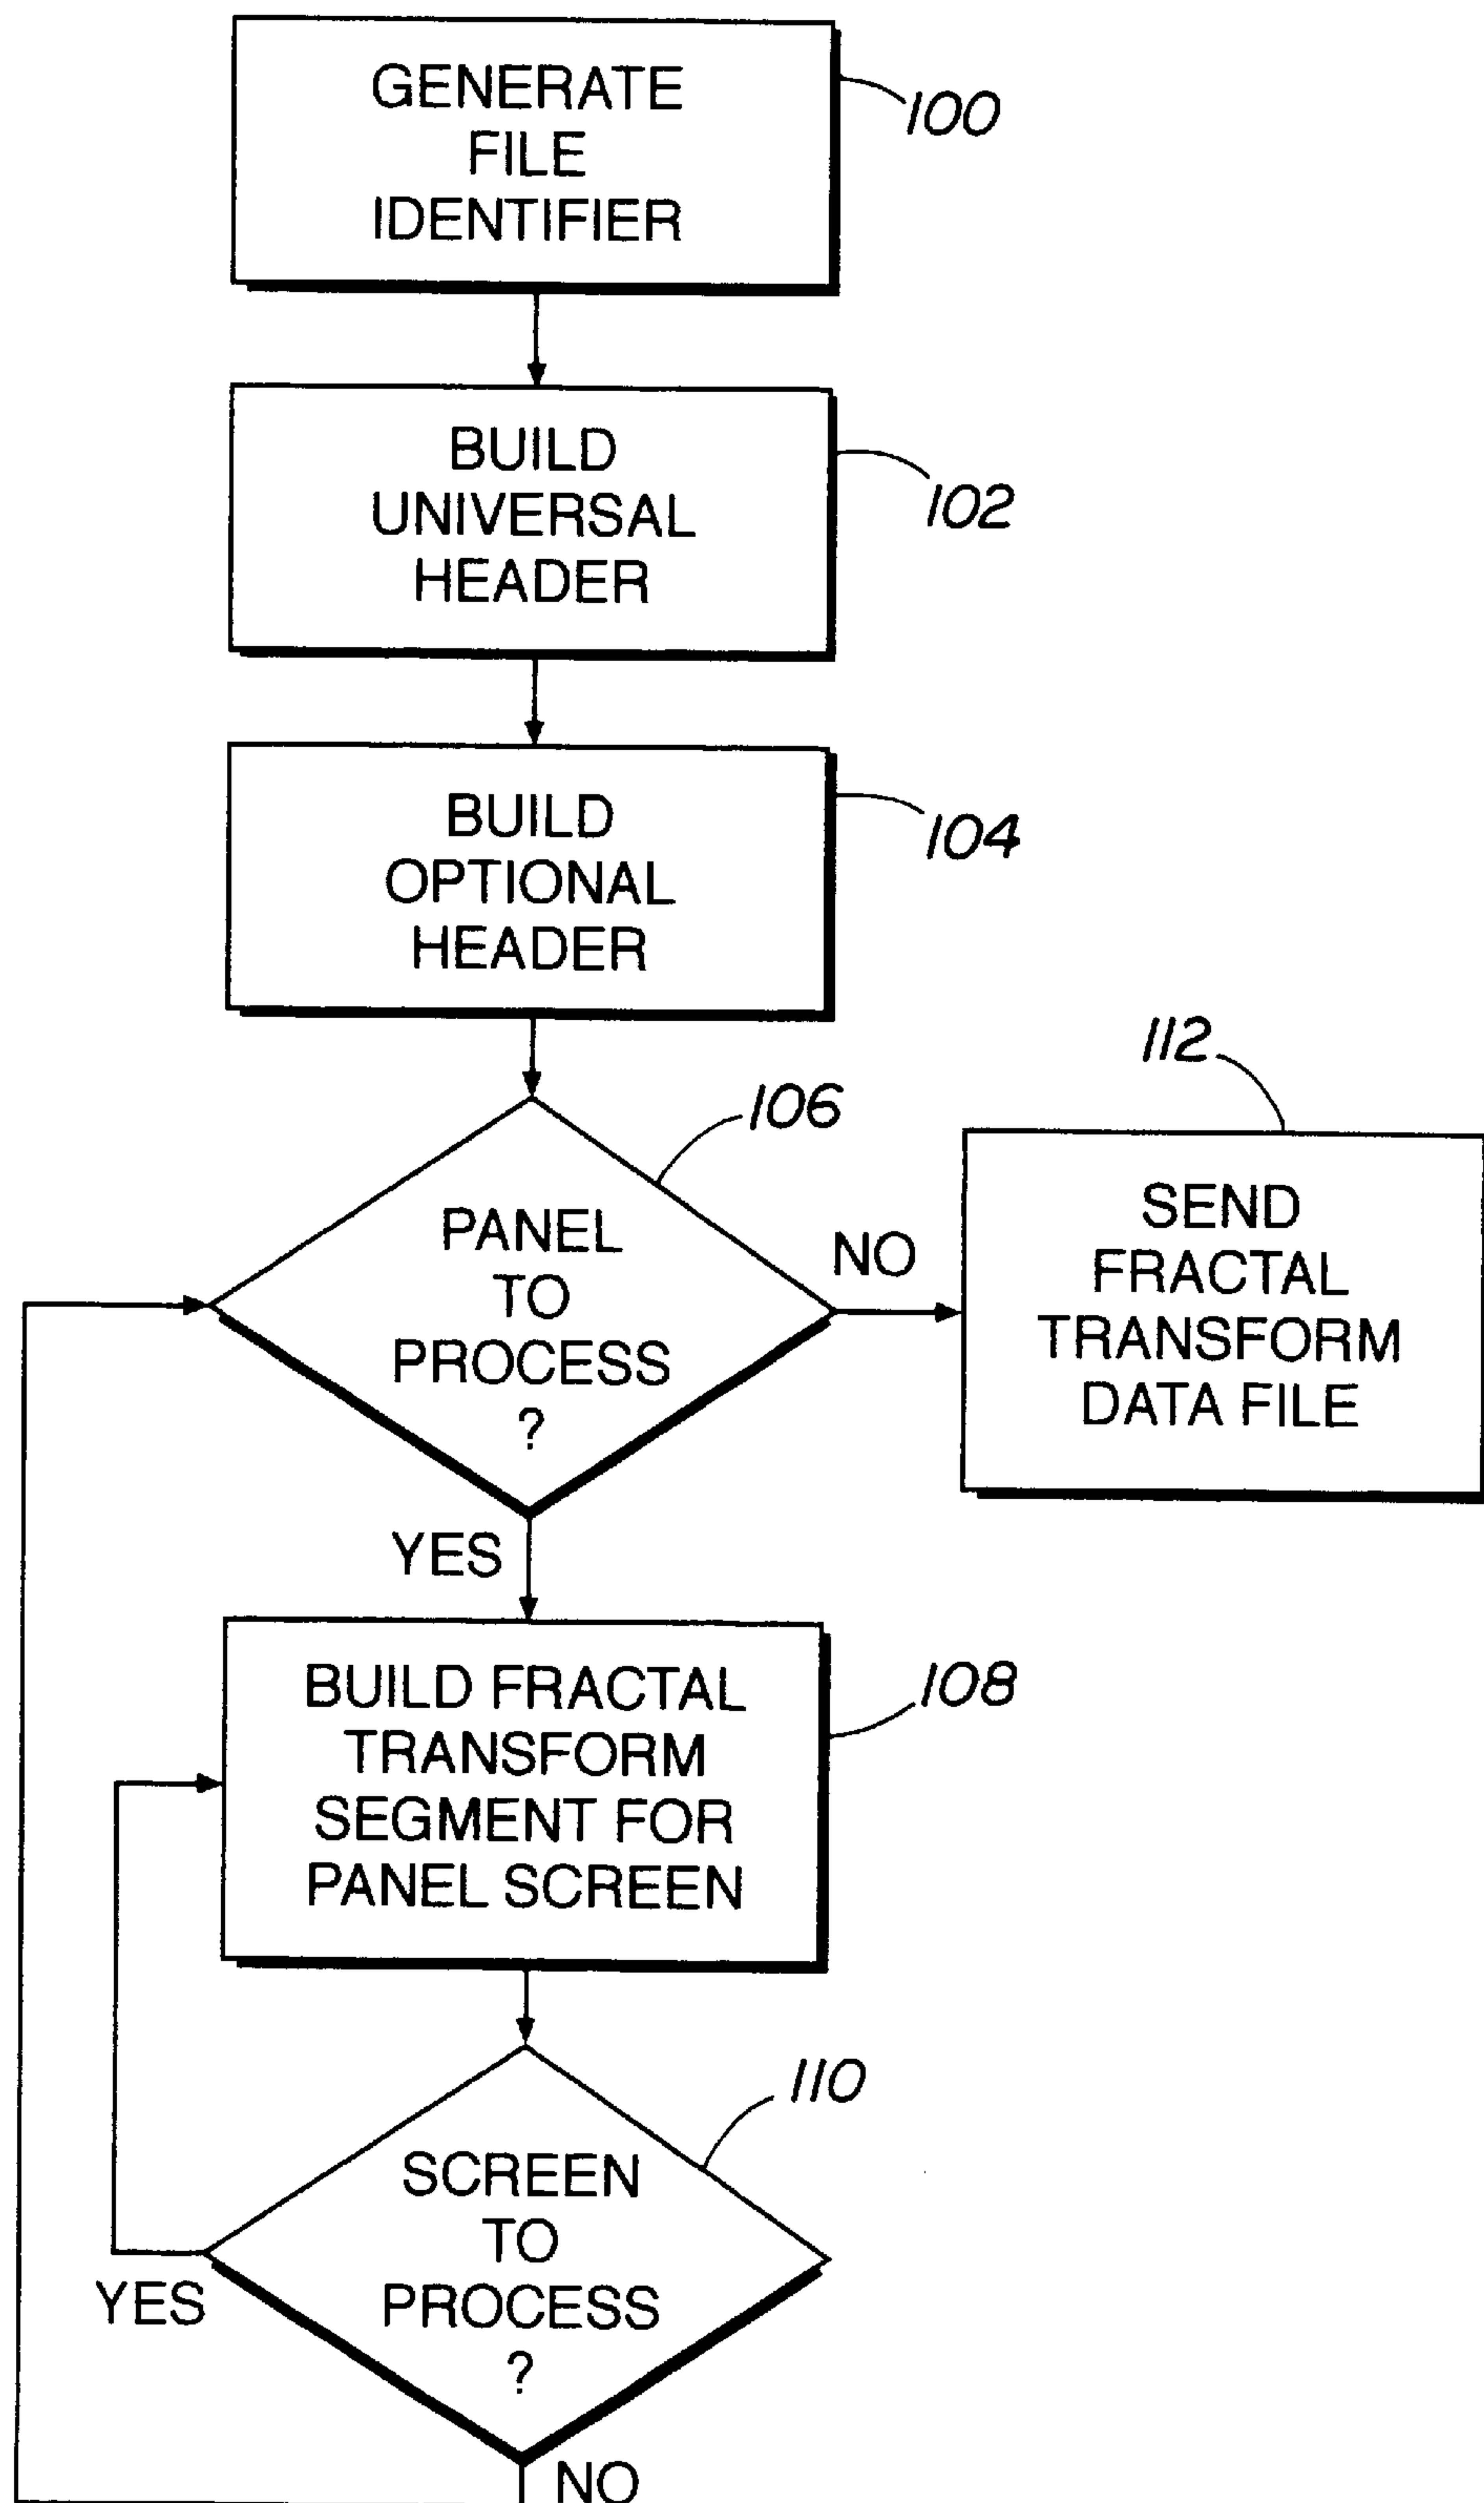 GENERATE
FILE
IDENTIFIER
100
BUILD
UNIVERSAL
HEADER
102
BUILD
OPTIONAL
HEADER
104
106
PANEL
TO
PROCESS
?
NO
YES
112
SEND
FRACTAL
TRANSFORM
DATA FILE
BUILD FRACTAL
TRANSFORM
SEGMENT FOR
PANEL SCREEN
108
110
SCREEN
TO
PROCESS
?
YES
NO